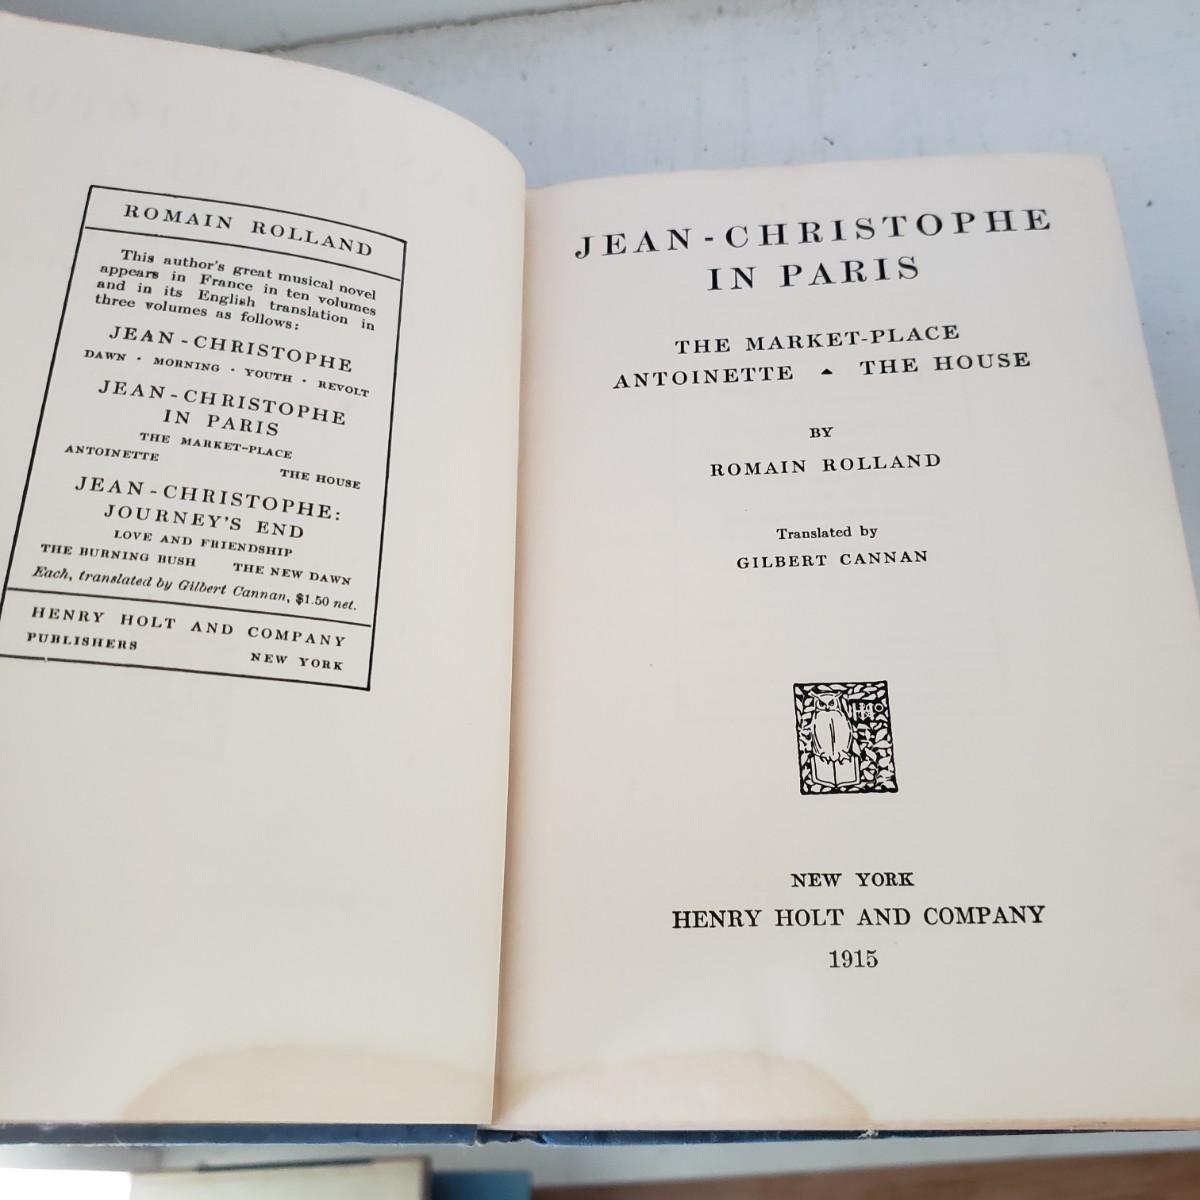 ROMAIN ROLLAND
This author's great musical novel
appears in France in ten volumes
and in its English translation in
three volumes as follows:
JEAN-CHRISTOPHE
DAWN · MORNING · YOUTH · REVOLT
JEAN-CHRISTOPHE
IN PARIS
THE MARKET-PLACE
ANTOINETTE THE HOUSE
JEAN-CHRISTOPHE:
JOURNEY'S END
LOVE AND FRIENDSHIP
THE BURNING BUSH THE NEW DAWN
Each, translated by Gilbert Cannan, $1.50 net.
HENRY HOLT AND COMPANY
PUBLISHERS NEW YORK
JEAN-CHRISTOPHE
IN PARIS
THE MARKET-PLACE
ANTOINETTE THE HOUSE
BY
ROMAIN ROLLAND
Translated by
GILBERT CANNAN
NEW YORK
HENRY HOLT AND COMPANY
1915